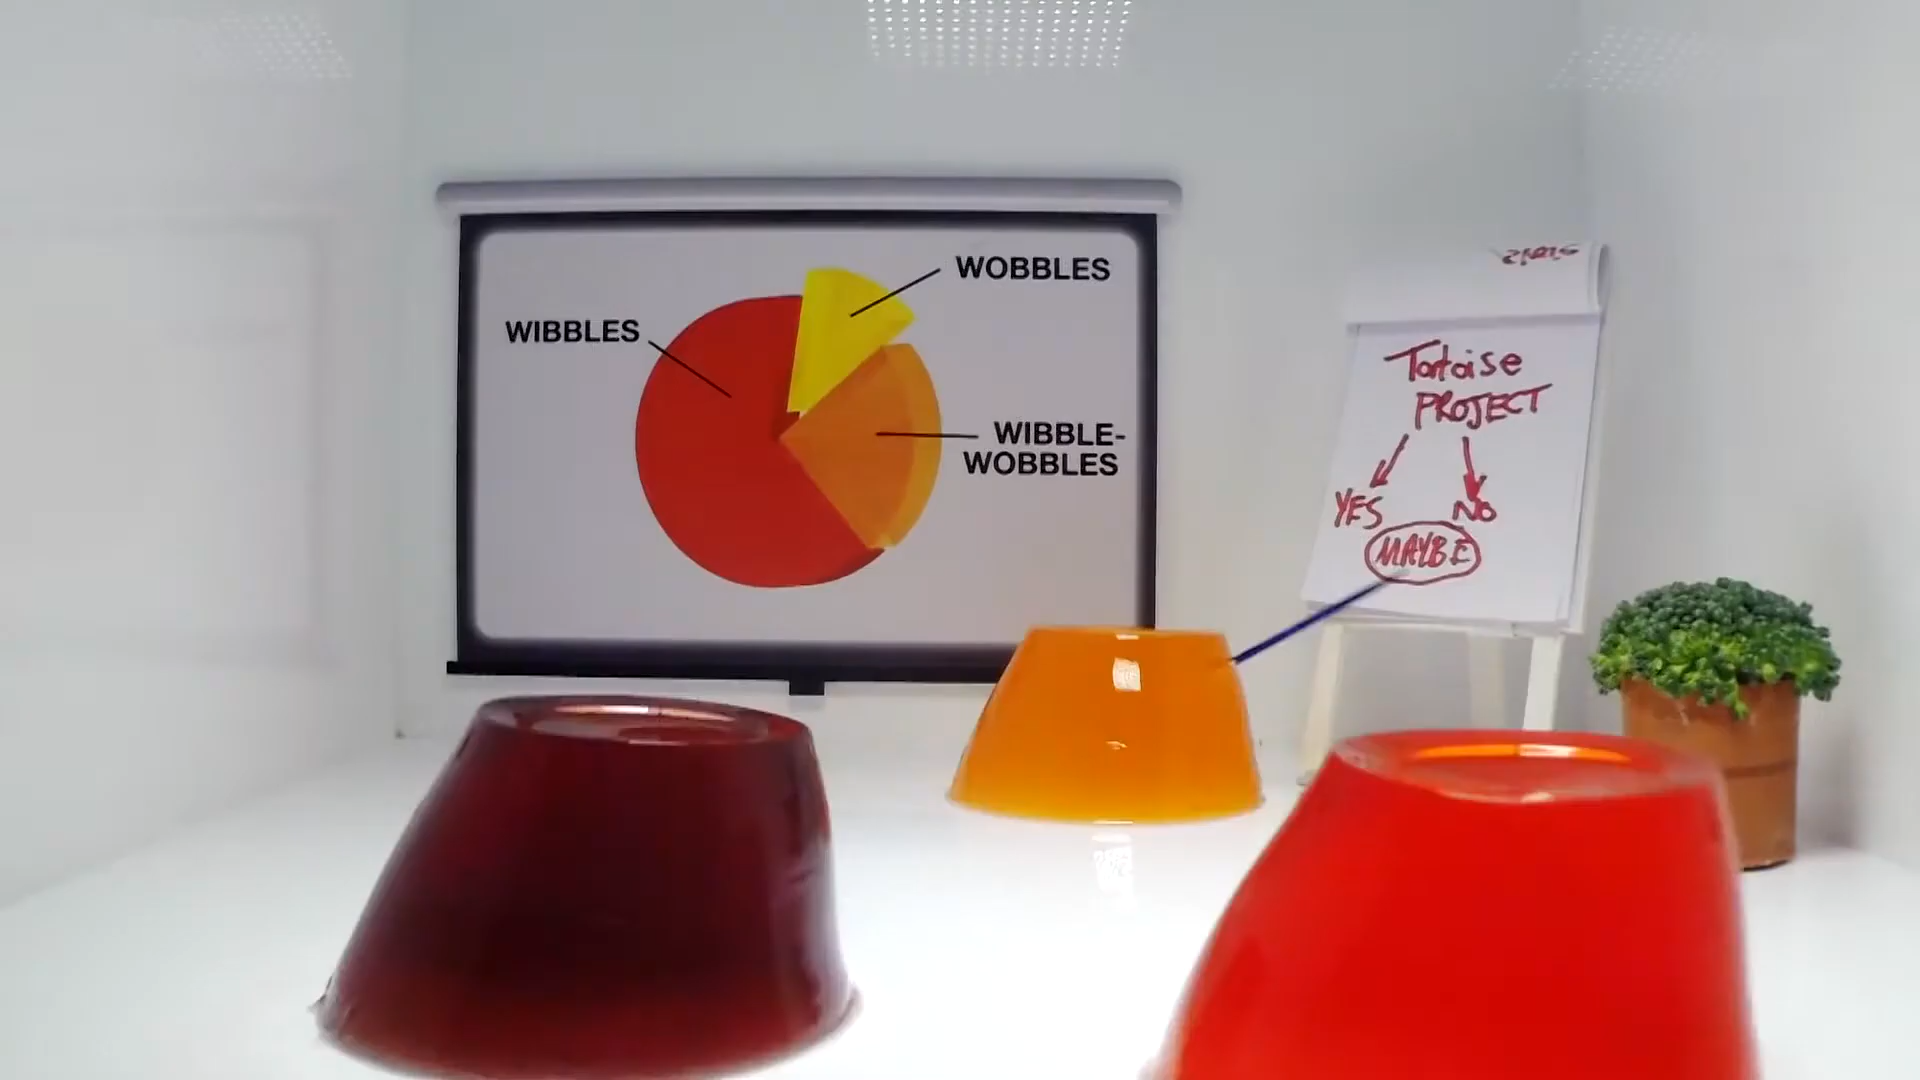 WOBBLES
WIBBLES
WIBBLE-
WOBBLES
Tortoise
PROJECT
YES NO
MAYBE